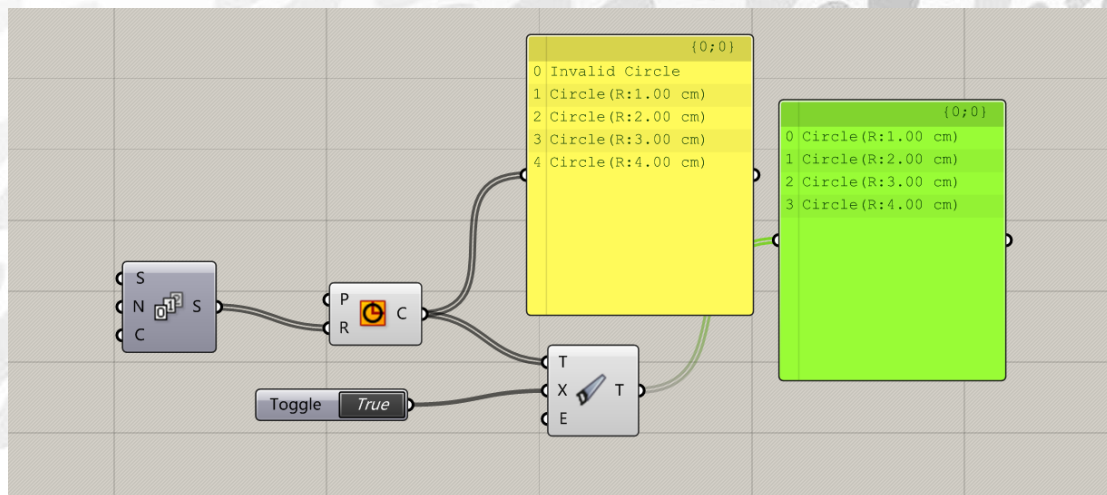 {0;0}
0 Invalid Circle
1 Circle(R:1.00 cm)
2 Circle(R:2.00 cm)
3 Circle(R:3.00 cm)
4 Circle(R:4.00 cm)
{0;0}
0 Circle(R:1.00 cm)
1 Circle(R:2.00 cm)
2 Circle(R:3.00 cm)
3 Circle(R:4.00 cm)
S
N 012 S
C
P
R C
T
X T
E
Toggle True